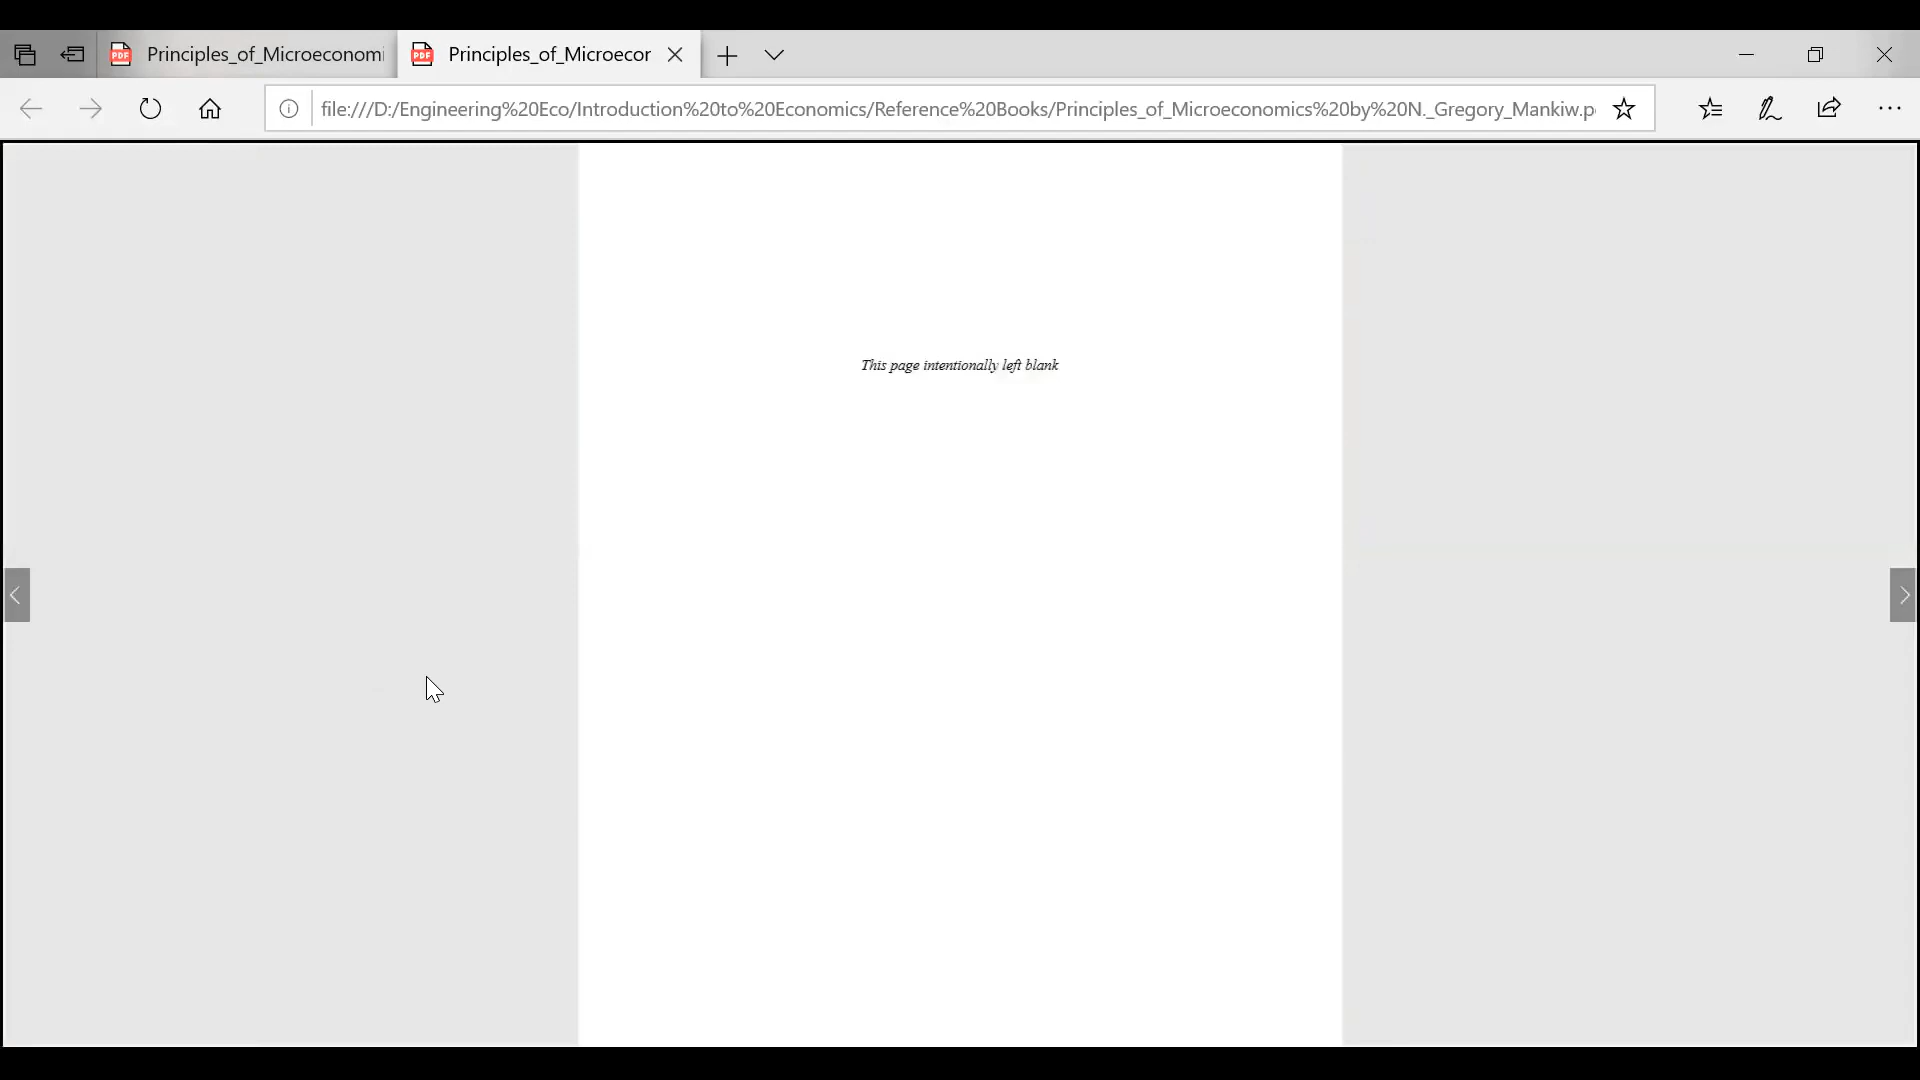 Principles_of_Microeconomi
Principles_of_Microecor
file:///D:/Engineering%20Eco/Introduction%20to%20Economics/Reference%20Books/Principles_of_Microeconomics%20by%20N._Gregory_Mankiw.p
This page intentionally left blank